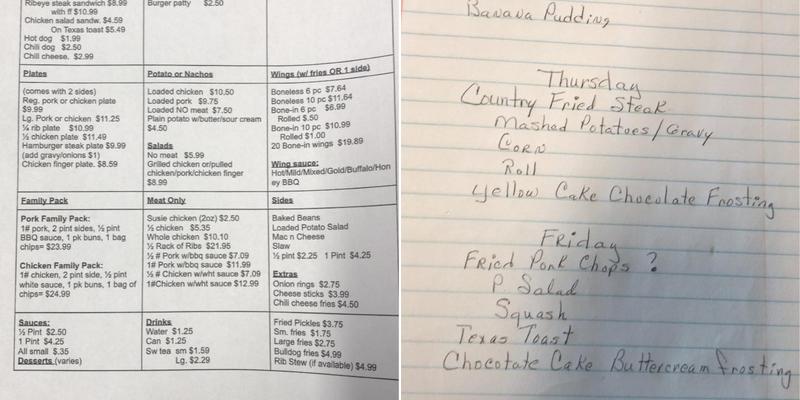 Ribeye steak sandwich $8.99
with ff $10.99
Chicken salad sandw. $4.59
On Texas toast $5.49
Hot dog $1.99
Chili dog $2.50
Chili cheese. $2.99
Burger patty $2.50
Plates
(comes with 2 sides)
Reg. pork or chicken plate
$9.99
Lg. Pork or chicken $11.25
¼ rib plate $10.99
½ chicken plate $11.49
Hamburger steak plate $9.99
(add gravy/onions $1)
Chicken finger plate. $8.59
Potato or Nachos
Loaded chicken $10.50
Loaded pork $9.75
Loaded NO meat $7.50
Plain potato w/butter/sour cream
$4.50
Salads
No meat $5.99
Grilled chicken or/pulled
chicken/pork/chicken finger
$8.99
Wings (w/ fries OR 1 side)
Boneless 6 pc $7.64
Boneless 10 pc $11.64
Bone-in 6 pc $6.99
Rolled $.50
Bone-in 10 pc $10.99
Rolled $1.00
20 Bone-in wings $19.89
Wing sauce:
Hot/Mild/Mixed/Gold/Buffalo/Hon
ey BBQ
Family Pack
Pork Family Pack:
1# pork, 2 pint sides, ½ pint
BBQ sauce, 1 pk buns, 1 bag
chips= $23.99
Chicken Family Pack:
1# chicken, 2 pint side, ½ pint
white sauce, 1 pk buns, 1 bag of
chips= $24.99
Meat Only
Susie chicken (2oz) $2.50
½ chicken $5.35
Whole chicken $10.10
½ Rack of Ribs $21.95
½ # Pork w/bbq sauce $7.09
1# Pork w/bbq sauce $11.99
½ # Chicken w/wht sauce $7.09
1#Chicken w/wht sauce $12.99
Sides
Baked Beans
Loaded Potato Salad
Mac n Cheese
Slaw
½ pint $2.25 1 Pint $4.25
Extras
Onion rings $2.75
Cheese sticks $3.99
Chili cheese fries $4.50
Sauces:
½ Pint $2.50
1 Pint $4.25
All small $.35
Desserts (varies)
Drinks
Water $1.25
Can $1.25
Sw tea sm $1.59
Lg. $2.29
Fried Pickles $3.75
Sm. fries $1.75
Large fries $2.75
Bulldog fries $4.99
Rib Stew (if available) $4.99
Banana Pudding
Thursday
Country Fried Steak
Mashed Potatoes/Gravy
Corn
Roll
Yellow Cake Chocolate Frosting
Friday
Fried Pork Chops ?
P. Salad
Squash
Texas Toast
Chocotate Cake Buttercream frosting